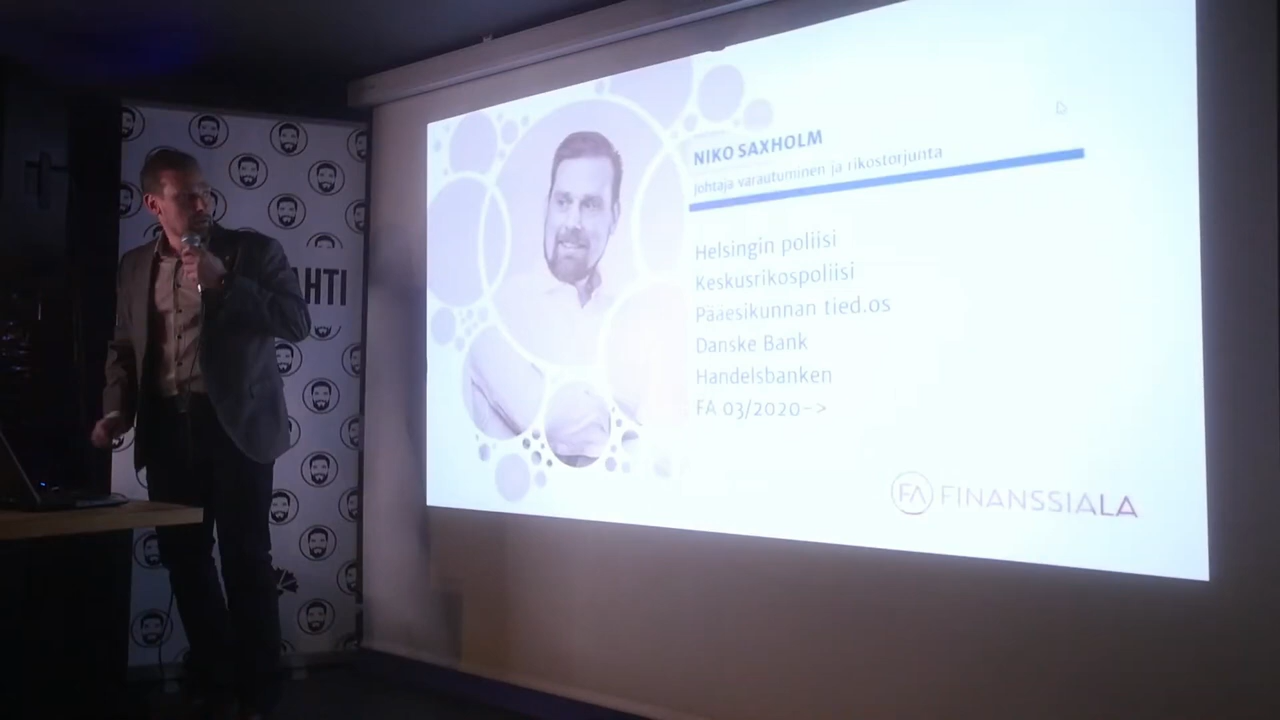 NIKO SAXHOLM
johtaja varautuminen ja rikostorjunta
Helsingin poliisi
Keskusrikospoliisi
Pääesikunnan tied.os
Danske Bank
Handelsbanken
FA 03/2020->
FA FINANSSIALA
AHTI